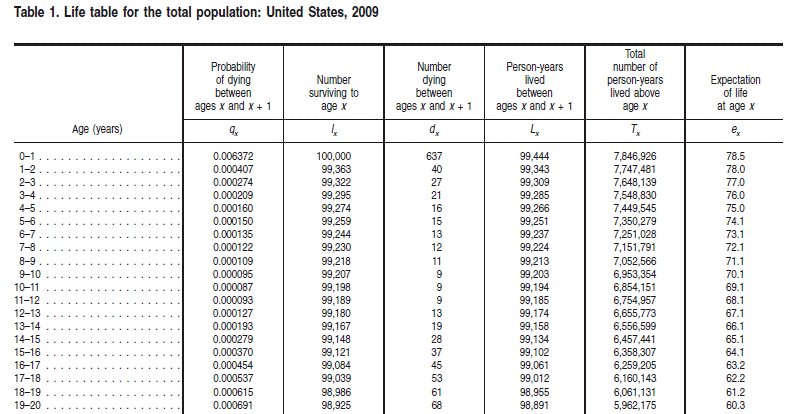 Table 1. Life table for the total population: United States, 2009
Age (years) Probability of dying between ages x and x + 1 Number surviving to age x Number dying between ages x and x + 1 Person-years lived between ages x and x + 1 Total number of person-years lived above age x Expectation of life at age x
qx lx dx Lx Tx ex
0–1 . . . . . . . . . . . . . . . . . . . . 0.006372 100,000 637 99,444 7,846,926 78.5
1–2 . . . . . . . . . . . . . . . . . . . . 0.000407 99,363 40 99,343 7,747,481 78.0
2–3 . . . . . . . . . . . . . . . . . . . . 0.000274 99,322 27 99,309 7,648,139 77.0
3–4 . . . . . . . . . . . . . . . . . . . . 0.000209 99,295 21 99,285 7,548,830 76.0
4–5 . . . . . . . . . . . . . . . . . . . . 0.000160 99,274 16 99,266 7,449,545 75.0
5–6 . . . . . . . . . . . . . . . . . . . . 0.000150 99,259 15 99,251 7,350,279 74.1
6–7 . . . . . . . . . . . . . . . . . . . . 0.000135 99,244 13 99,237 7,251,028 73.1
7–8 . . . . . . . . . . . . . . . . . . . . 0.000122 99,230 12 99,224 7,151,791 72.1
8–9 . . . . . . . . . . . . . . . . . . . . 0.000109 99,218 11 99,213 7,052,566 71.1
9–10 . . . . . . . . . . . . . . . . . . . 0.000095 99,207 9 99,203 6,953,354 70.1
10–11 . . . . . . . . . . . . . . . . . . 0.000087 99,198 9 99,194 6,854,151 69.1
11–12 . . . . . . . . . . . . . . . . . . 0.000093 99,189 9 99,185 6,754,957 68.1
12–13 . . . . . . . . . . . . . . . . . . 0.000127 99,180 13 99,174 6,655,773 67.1
13–14 . . . . . . . . . . . . . . . . . . 0.000193 99,167 19 99,158 6,556,599 66.1
14–15 . . . . . . . . . . . . . . . . . . 0.000279 99,148 28 99,134 6,457,441 65.1
15–16 . . . . . . . . . . . . . . . . . . 0.000370 99,121 37 99,102 6,358,307 64.1
16–17 . . . . . . . . . . . . . . . . . . 0.000454 99,084 45 99,061 6,259,205 63.2
17–18 . . . . . . . . . . . . . . . . . . 0.000537 99,039 53 99,012 6,160,143 62.2
18–19 . . . . . . . . . . . . . . . . . . 0.000615 98,986 61 98,955 6,061,131 61.2
19–20 . . . . . . . . . . . . . . . . . . 0.000691 98,925 68 98,891 5,962,175 60.3